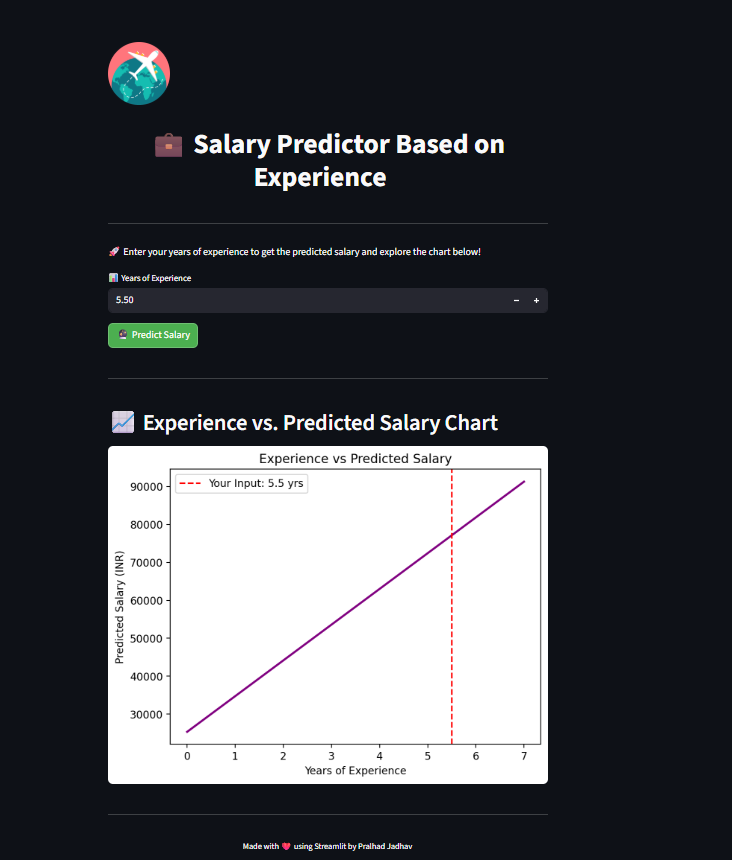 💼 Salary Predictor Based on
Experience
🚀 Enter your years of experience to get the predicted salary and explore the chart below!
📊 Years of Experience
5.50 − +
🔮 Predict Salary
📈 Experience vs. Predicted Salary Chart
Experience vs Predicted Salary
Your Input: 5.5 yrs
90000
80000
70000
60000
50000
40000
30000
Predicted Salary (INR)
0 1 2 3 4 5 6 7
Years of Experience
Made with ❤️ using Streamlit by Pralhad Jadhav